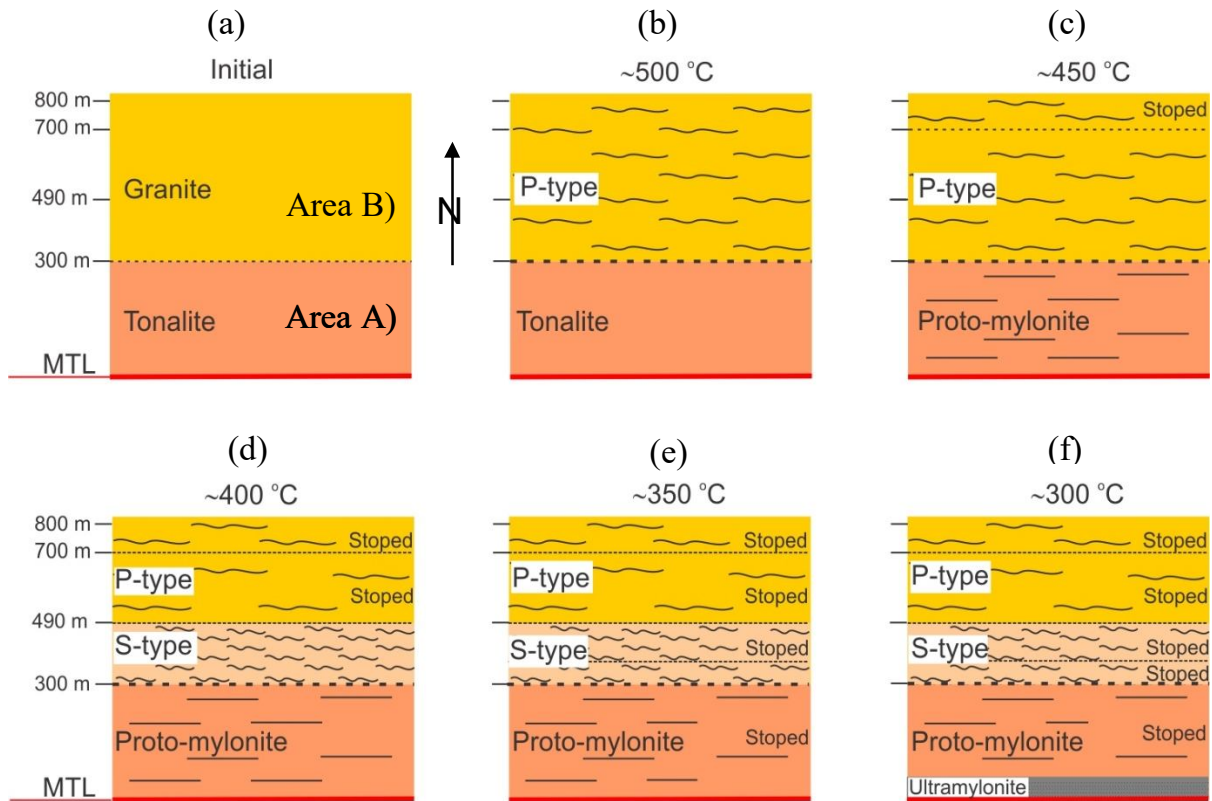 (a)
Initial
800 m
700 m
Granite
490 m
Area B)
300 m
Tonalite
Area A)
MTL
N
(b)
~500 °C
P-type
Tonalite
(c)
~450 °C
Stoped
P-type
Proto-mylonite
(d)
~400 °C
800 m
Stoped
700 m
P-type
Stoped
490 m
S-type
300 m
Proto-mylonite
MTL
(e)
~350 °C
Stoped
P-type
Stoped
S-type
Stoped
Proto-mylonite
Stoped
(f)
~300 °C
Stoped
P-type
Stoped
S-type
Stoped
Stoped
Proto-mylonite
Stoped
Ultramylonite